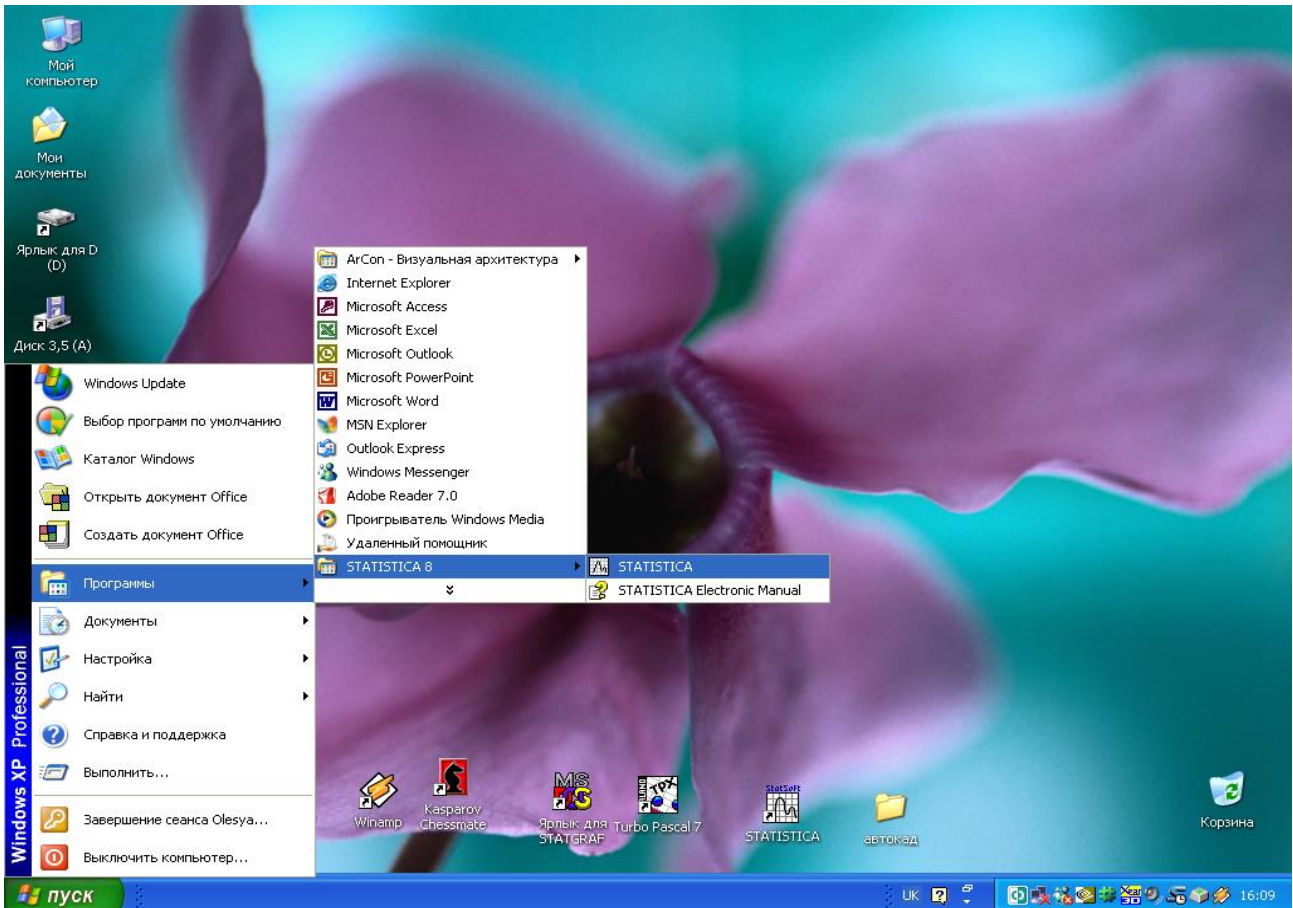 Мой
компьютер
Мои
документы
Ярлык для D
(D)
Диск 3,5 (A)
Windows Update
Выбор программ по умолчанию
Каталог Windows
Открыть документ Office
Создать документ Office
Программы
Документы
Настройка
Найти
Справка и поддержка
Выполнить...
Завершение сеанса Olesya...
Выключить компьютер...
Windows XP Professional
ArCon - Визуальная архитектура
Internet Explorer
Microsoft Access
Microsoft Excel
Microsoft Outlook
Microsoft PowerPoint
Microsoft Word
MSN Explorer
Outlook Express
Windows Messenger
Adobe Reader 7.0
Проигрыватель Windows Media
Удаленный помощник
STATISTICA 8
STATISTICA
STATISTICA Electronic Manual
Winamp
Kasparov
Chessmate
MS
Ярлык для
STATGRAF
Turbo Pascal 7
StatSoft
STATISTICA
автокад
Корзина
пуск
UK
16:09